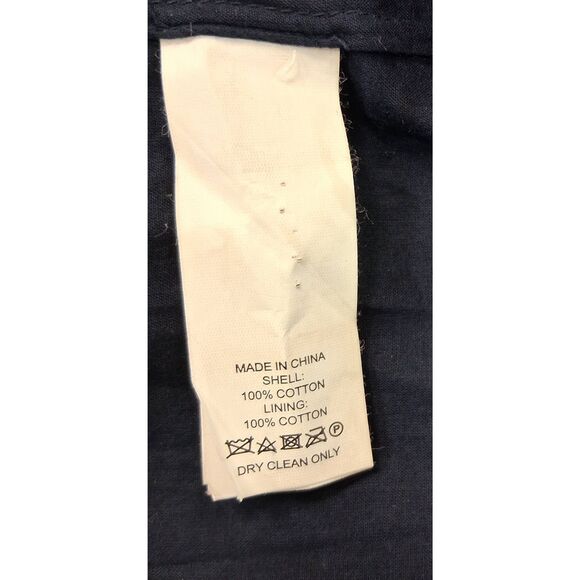 MADE IN CHINA
SHELL:
100% COTTON
LINING:
100% COTTON
P
DRY CLEAN ONLY